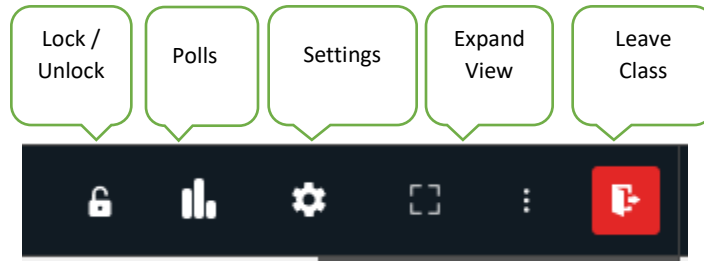 Lock /
Unlock
Polls
Settings
Expand
View
Leave
Class